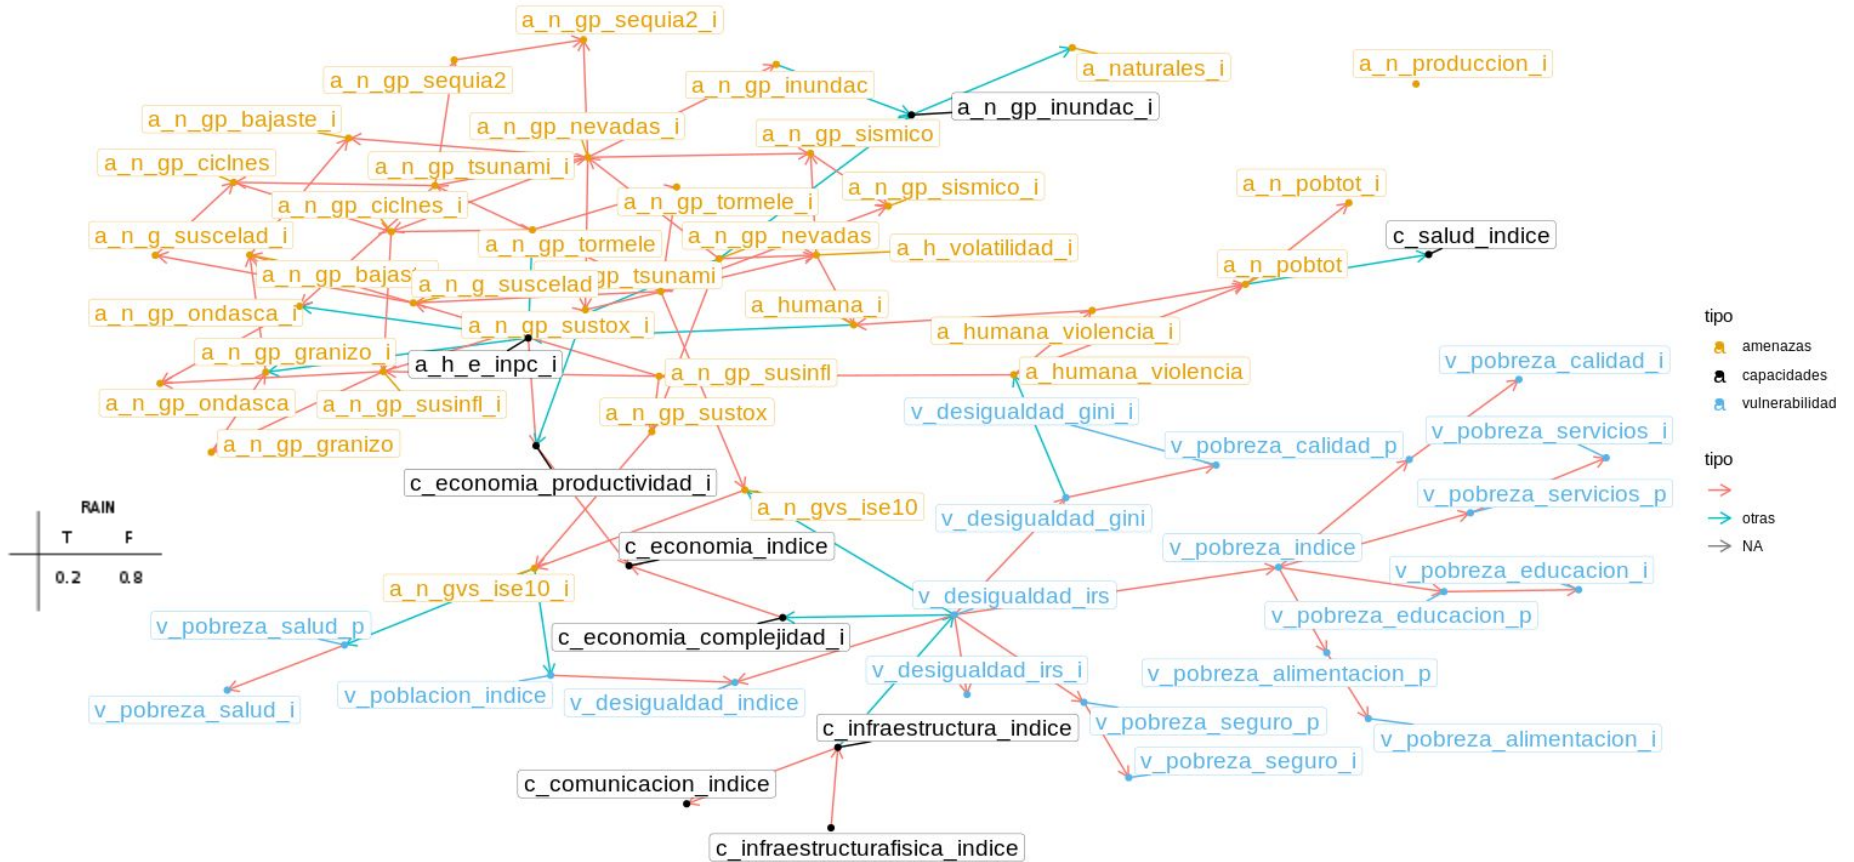 a_n_gp_sequia2_i
a_n_gp_sequia2
a_n_gp_inundac
a_naturales_i
a_n_produccion_i
a_n_gp_inundac_i
a_n_gp_bajaste_i
a_n_gp_nevadas_i
a_n_gp_sismico
a_n_gp_ciclnes
a_n_gp_tsunami_i
a_n_gp_sismico_i
a_n_pobtot_i
a_n_gp_ciclnes_i
a_n_gp_tormele_i
a_n_g_suscelad_i
a_n_gp_tormele
a_n_gp_nevadas
a_h_volatilidad_i
c_salud_indice
a_n_gp_bajast
a_n_g_suscelad
gp_tsunami
a_n_pobtot
a_n_gp_ondasca_i
a_n_gp_sustox_i
a_humana_i
a_humana_violencia_i
a_n_gp_granizo_i
a_h_e_inpc_i
a_n_gp_susinfl
a_humana_violencia
v_pobreza_calidad_i
a_n_gp_ondasca
a_n_gp_susinfl_i
a_n_gp_sustox
v_desigualdad_gini_i
v_pobreza_servicios_i
a_n_gp_granizo
v_pobreza_calidad_p
c_economia_productividad_i
v_pobreza_servicios_p
a_n_gvs_ise10
v_desigualdad_gini
c_economia_indice
v_pobreza_indice
v_pobreza_educacion_i
a_n_gvs_ise10_i
v_desigualdad_irs
v_pobreza_educacion_p
v_pobreza_salud_p
c_economia_complejidad_i
v_desigualdad_irs_i
v_pobreza_alimentacion_p
v_pobreza_salud_i
v_poblacion_indice
v_desigualdad_indice
c_infraestructura_indice
v_pobreza_seguro_p
v_pobreza_alimentacion_i
v_pobreza_seguro_i
c_comunicacion_indice
c_infraestructurafisica_indice
RAIN
T F
0.2 0.8
tipo
a amenazas
a capacidades
a vulnerabilidad
tipo
otras
NA